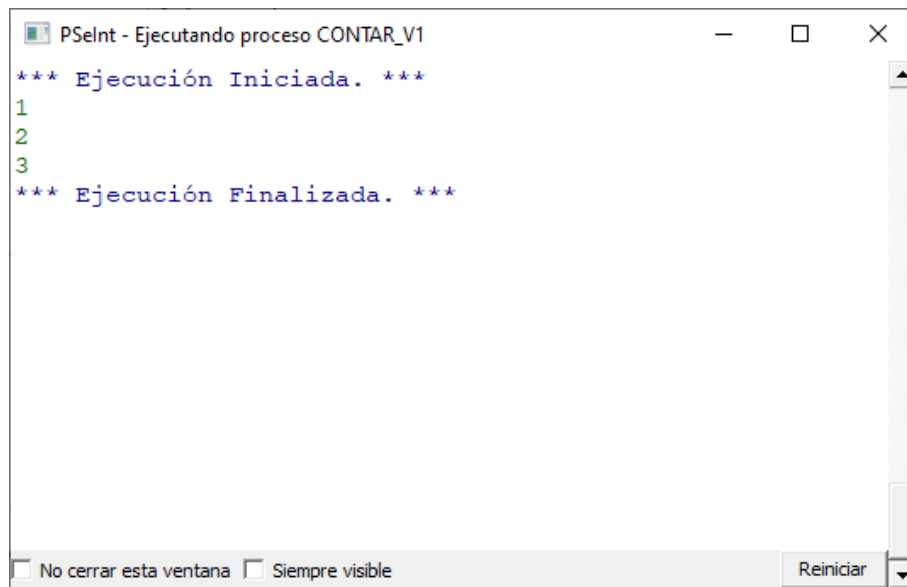 PSeInt - Ejecutando proceso CONTAR_V1
*** Ejecución Iniciada. ***
1
2
3
*** Ejecución Finalizada. ***
No cerrar esta ventana Siempre visible Reiniciar